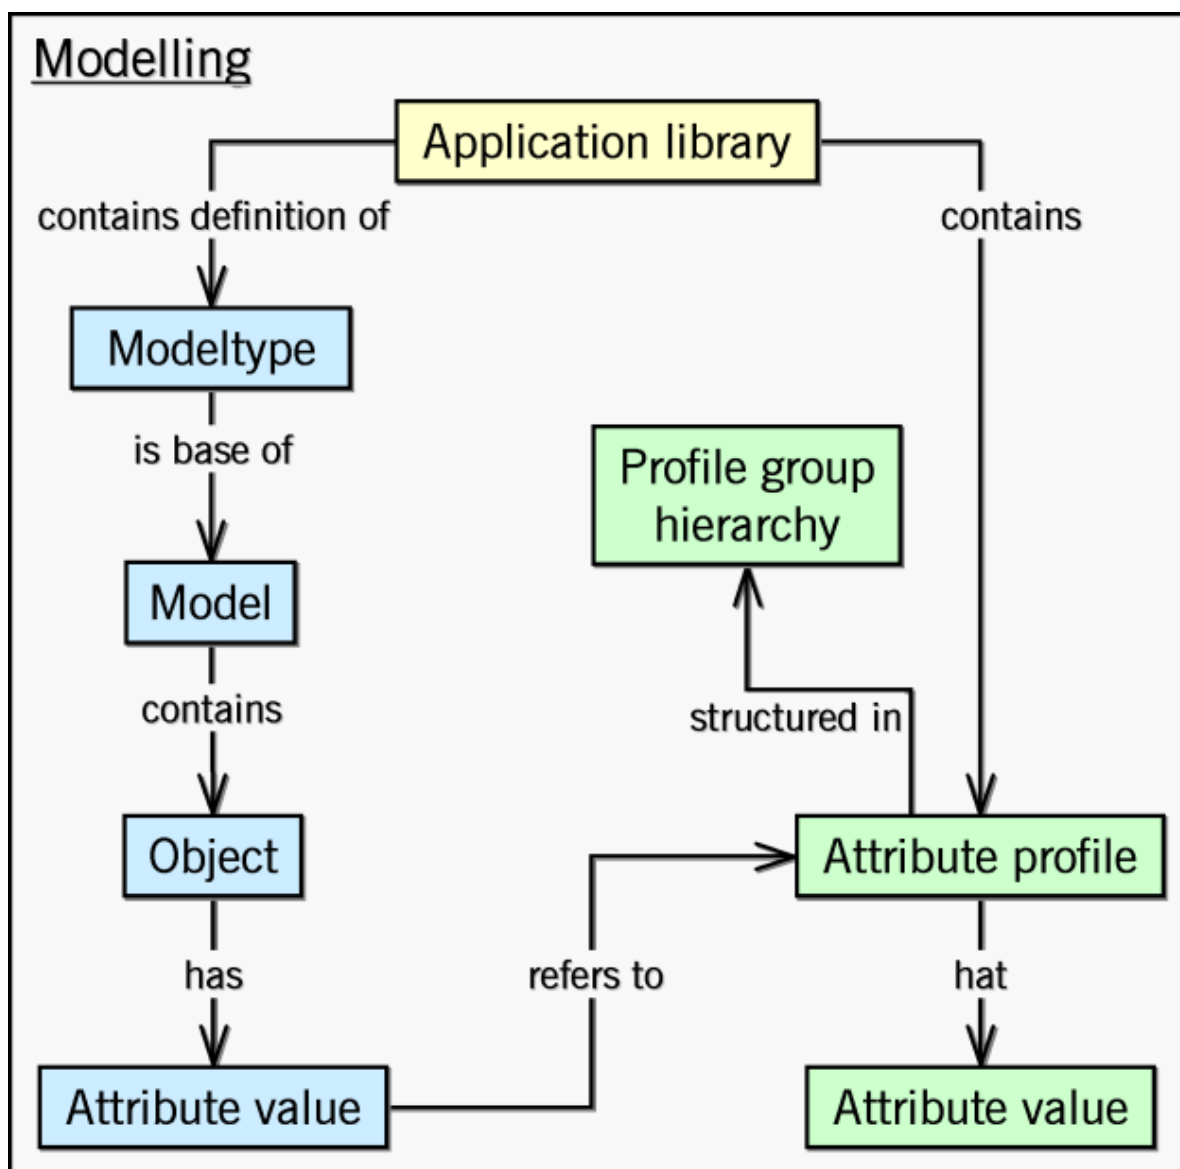 Modelling
Application library
contains definition of
contains
Modeltype
is base of
Profile group
hierarchy
Model
contains
structured in
Object
Attribute profile
has
refers to
hat
Attribute value
Attribute value